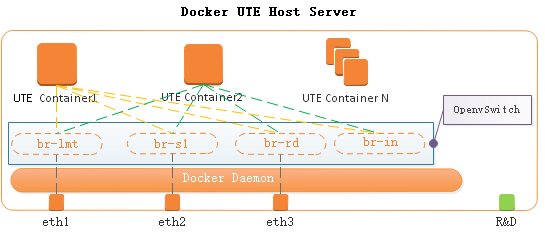 Docker UTE Host Server
UTE Container1
UTE Container2
UTE Container N
OpenvSwitch
br-lmt
br-s1
br-rd
br-in
Docker Daemon
eth1
eth2
eth3
R&D